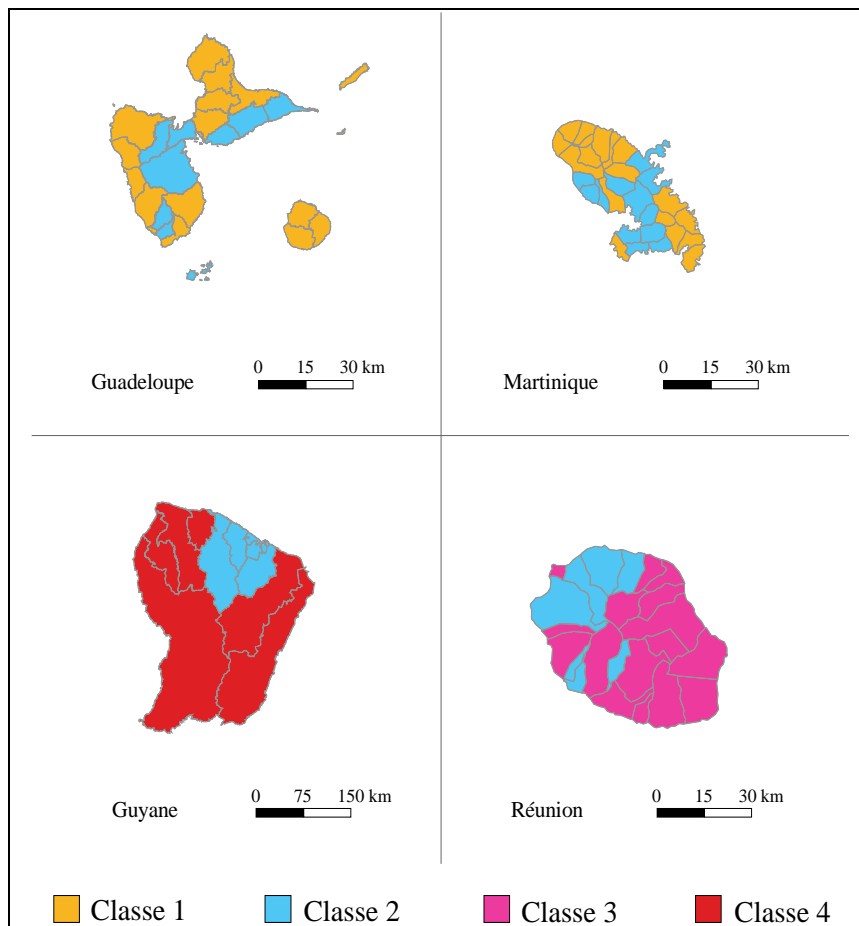 0 15 30 km
Guadeloupe
0 15 30 km
Martinique
0 75 150 km
Guyane
0 15 30 km
Réunion
Classe 1 Classe 2 Classe 3 Classe 4